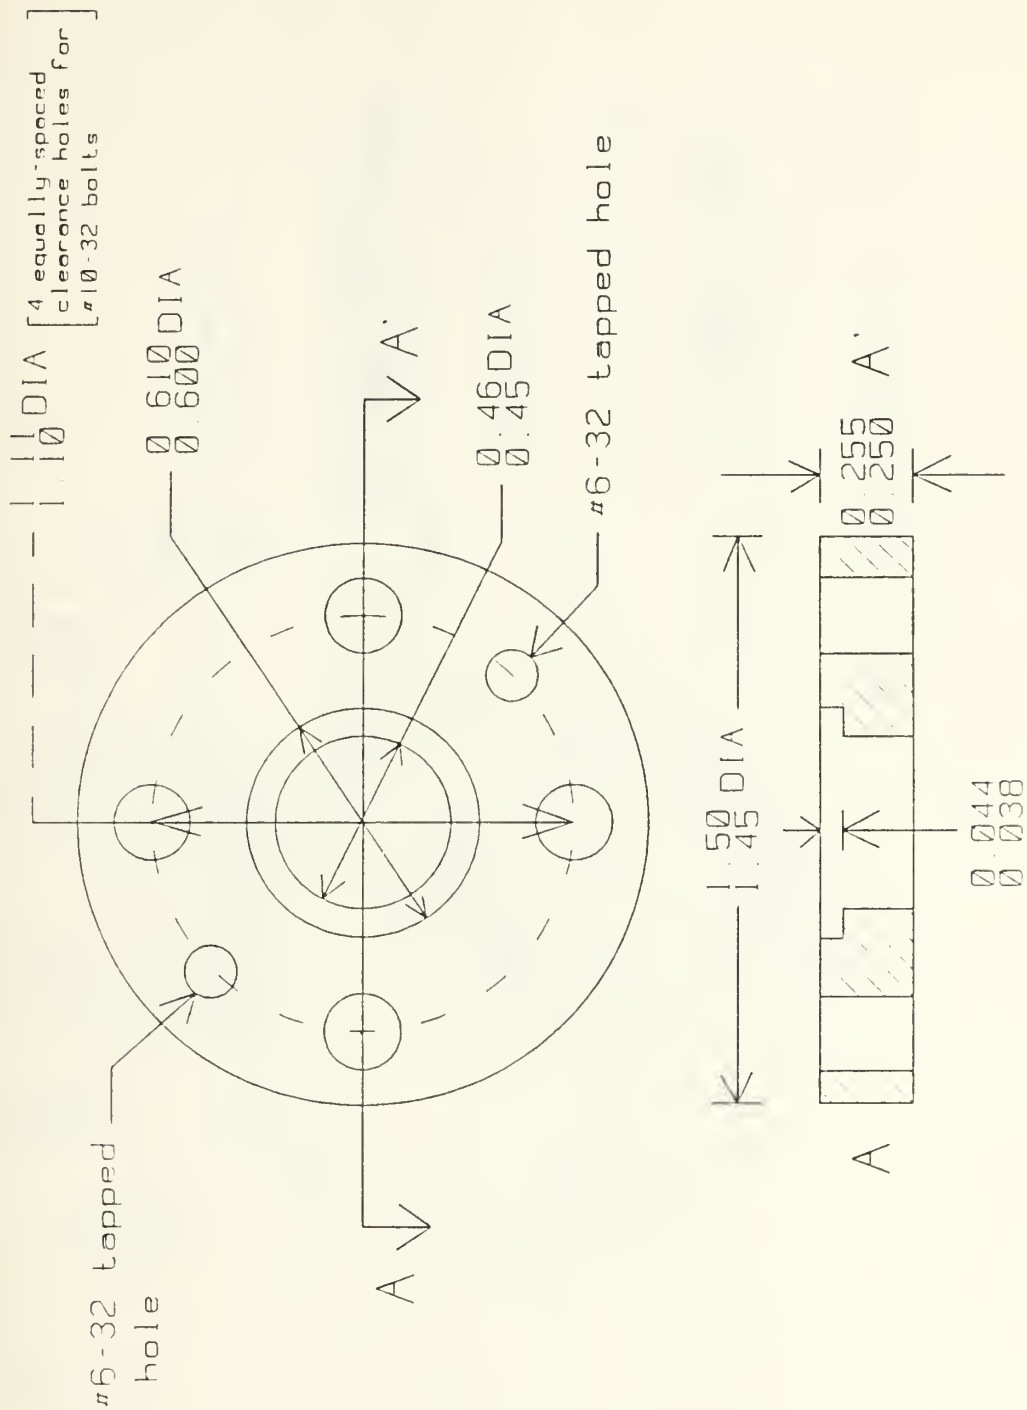 1.11 DIA
1.10
[4 equally-spaced
clearance holes for
#10-32 bolts]
0.610 DIA
0.600
A'
0.46 DIA
0.45
#6-32 tapped hole
#6-32 tapped
hole
A
1.50 DIA
1.45
0.255
0.250
A
A'
0.044
0.038